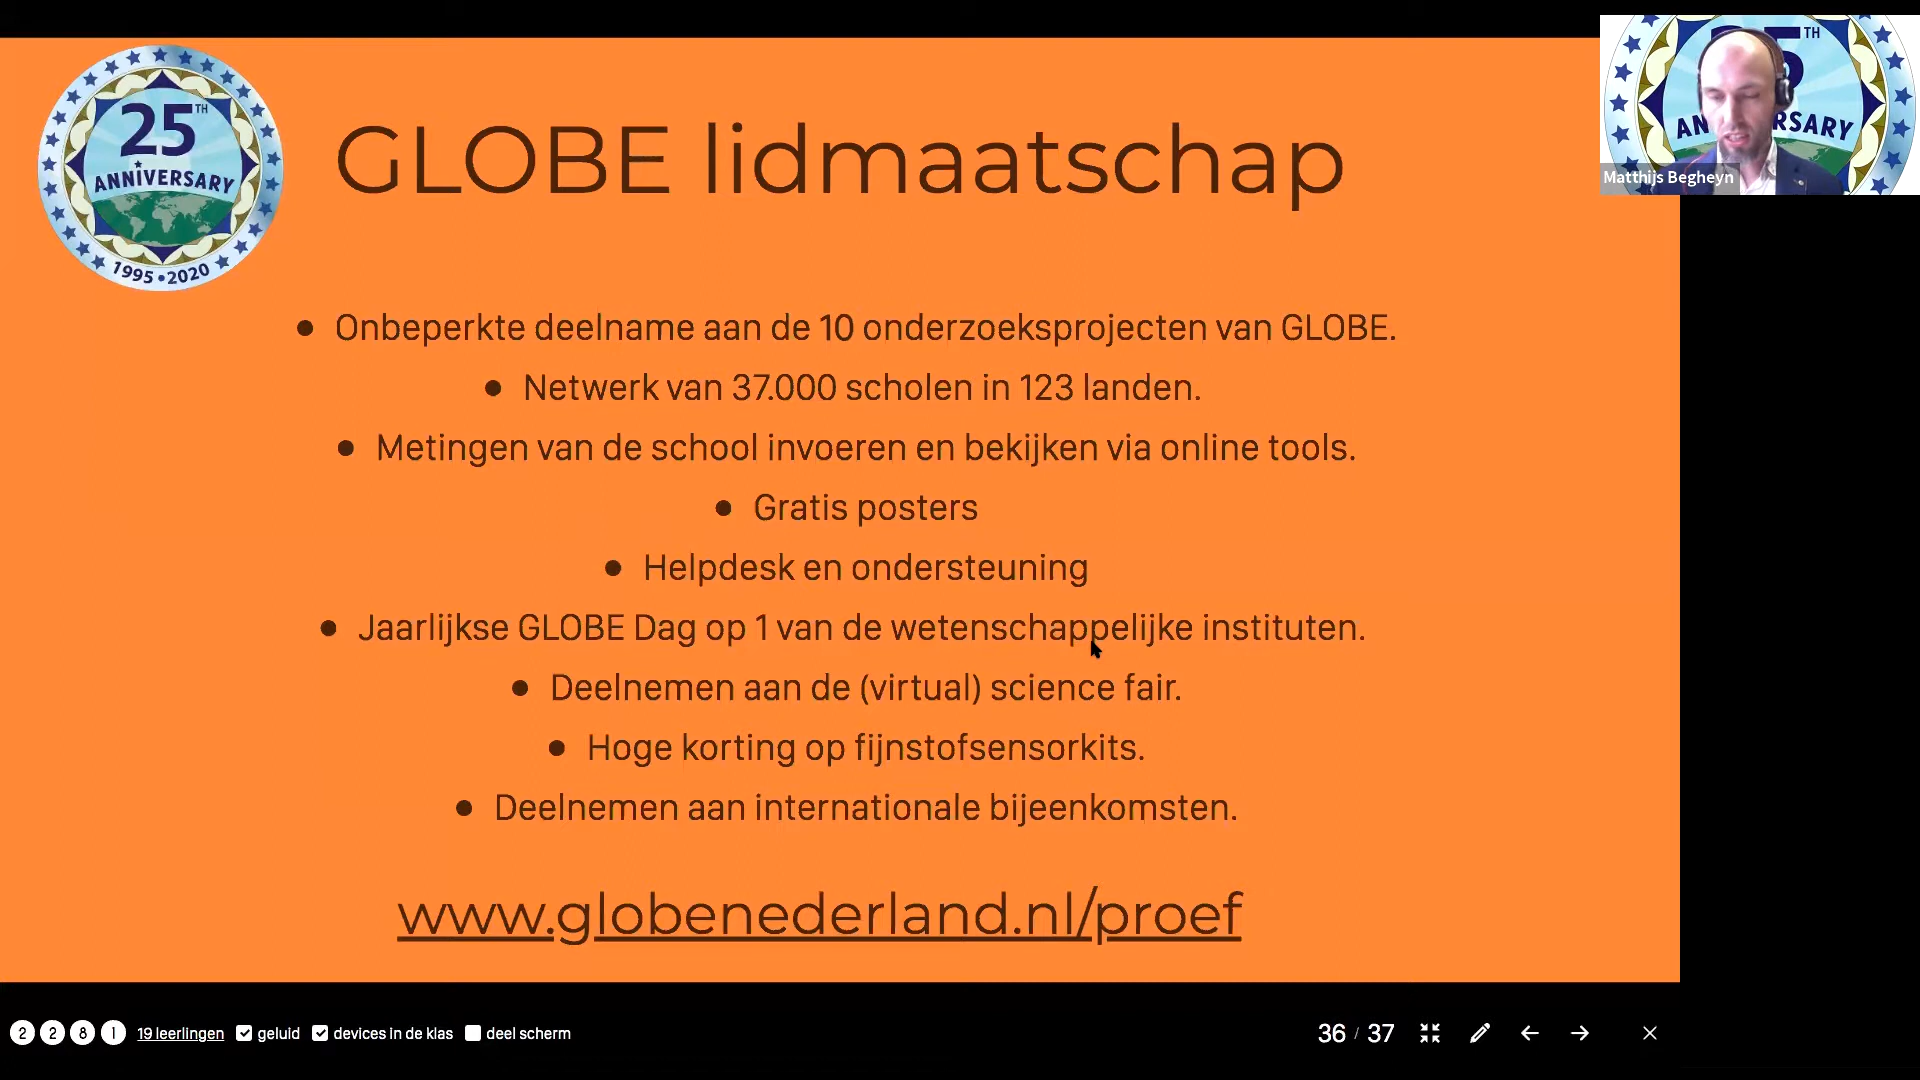 25TH
ANNIVERSARY
1995 • 2020
GLOBE lidmaatschap
TH
Matthijs Begheyn
● Onbeperkte deelname aan de 10 onderzoeksprojecten van GLOBE.
● Netwerk van 37.000 scholen in 123 landen.
● Metingen van de school invoeren en bekijken via online tools.
● Gratis posters
● Helpdesk en ondersteuning
● Jaarlijkse GLOBE Dag op 1 van de wetenschappelijke instituten.
● Deelnemen aan de (virtual) science fair.
● Hoge korting op fijnstofsensorkits.
● Deelnemen aan internationale bijeenkomsten.
www.globenederland.nl/proef
2 2 8 1 19 leerlingen geluid devices in de klas deel scherm 36 / 37